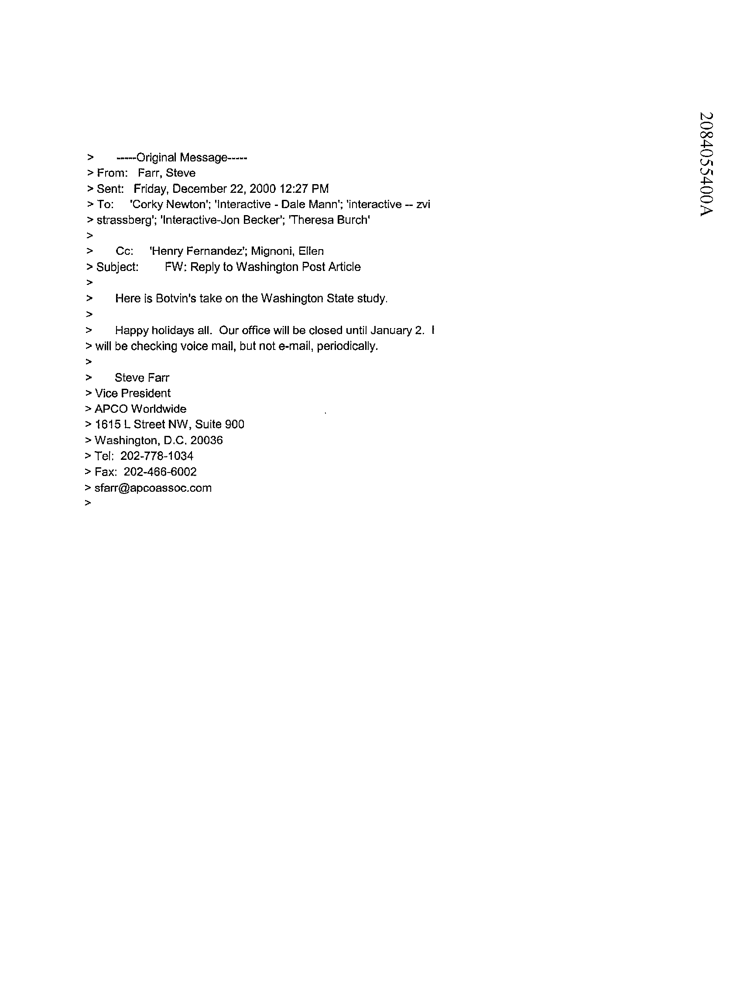 > -----Original Message-----
> From: Farr, Steve
> Sent: Friday, December 22, 2000 12:27 PM
> To: 'Corky Newton'; 'Interactive - Dale Mann'; 'interactive -- zvi
> strassberg'; 'Interactive-Jon Becker'; 'Theresa Burch'
>
> Cc: 'Henry Fernandez'; Mignoni, Ellen
> Subject: FW: Reply to Washington Post Article
>
> Here is Botvin's take on the Washington State study.
>
> Happy holidays all. Our office will be closed until January 2. I
> will be checking voice mail, but not e-mail, periodically.
>
> Steve Farr
> Vice President
> APCO Worldwide
> 1615 L Street NW, Suite 900
> Washington, D.C. 20036
> Tel: 202-778-1034
> Fax: 202-466-6002
> sfarr@apcoassoc.com
>
2084055400A